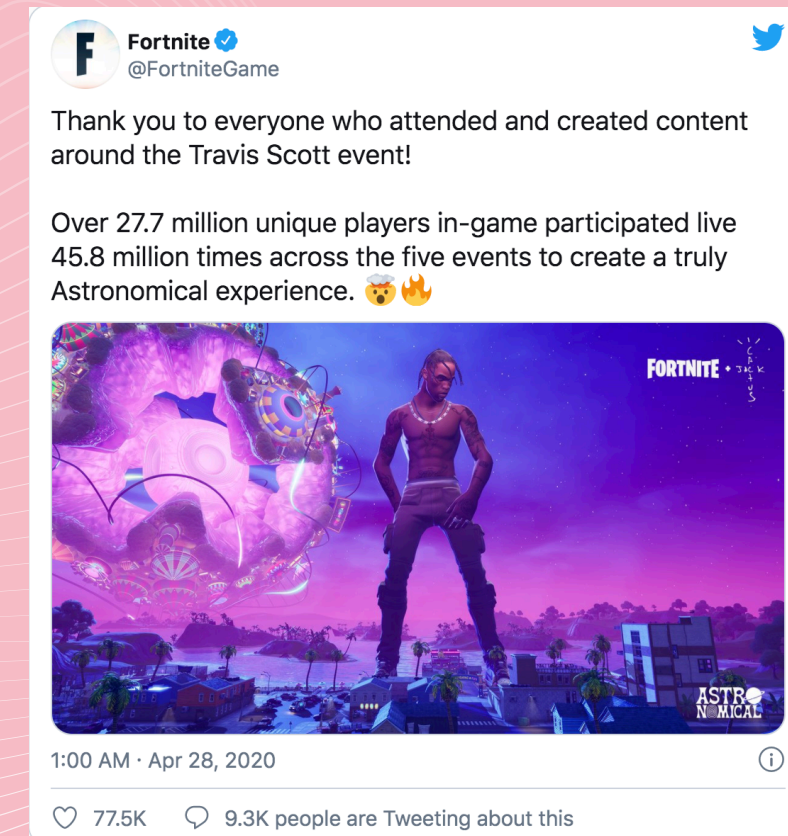 Fortnite
@FortniteGame
Thank you to everyone who attended and created content
around the Travis Scott event!
Over 27.7 million unique players in-game participated live
45.8 million times across the five events to create a truly
Astronomical experience. 🤯🔥
FORTNITE + CACTUS JACK
ASTRO
NOMICAL
1:00 AM · Apr 28, 2020
77.5K 9.3K people are Tweeting about this